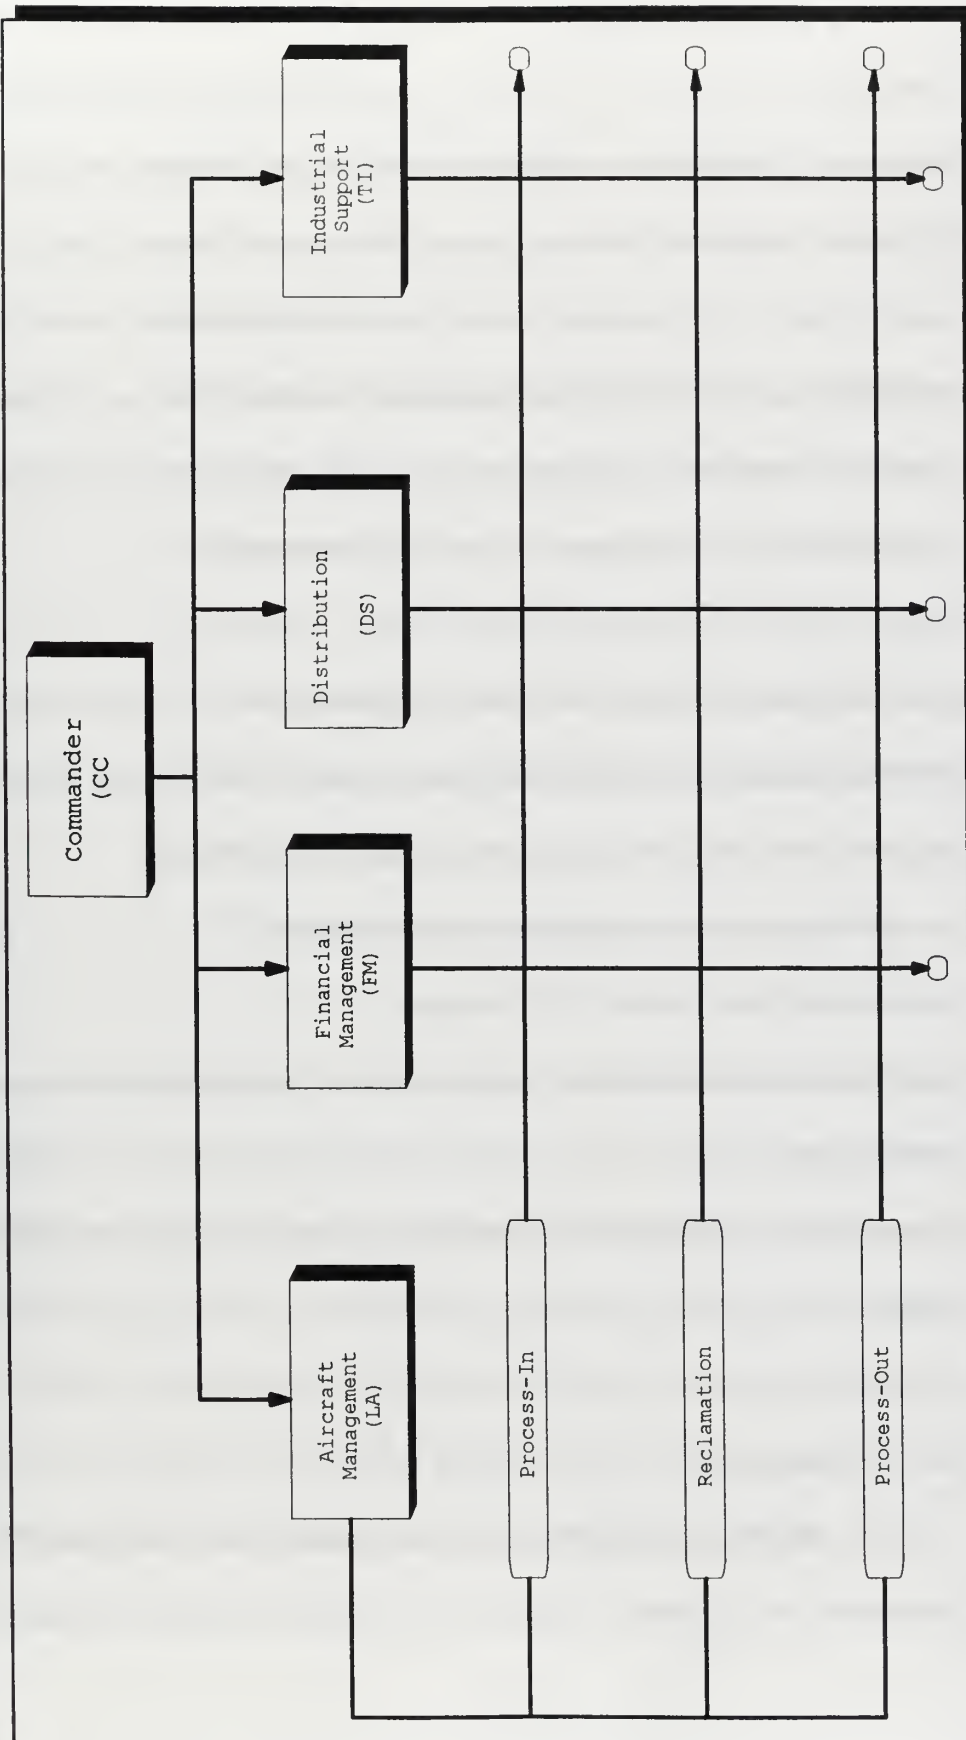 Commander
(CC
Aircraft
Management
(LA)
Financial
Management
(FM)
Distribution
(DS)
Industrial
Support
(TI)
Process-In
Reclamation
Process-Out